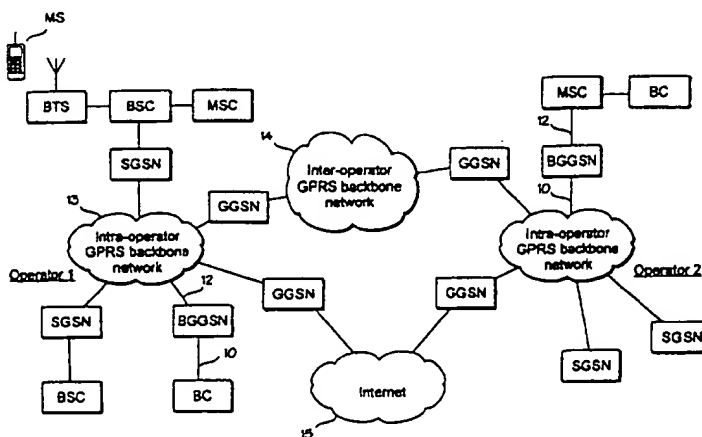 MS
BTS
BSC
MSC
MSC
BC
12
14
SGSN
Inter-operator
GPRS backbone
network
GGSN
BGGSN
10
13
GGSN
Intra-operator
GPRS backbone
network
Intra-operator
GPRS backbone
network
Operator 1
Operator 2
12
GGSN
GGSN
SGSN
BGGSN
SGSN
10
SGSN
BSC
BC
Internet
15